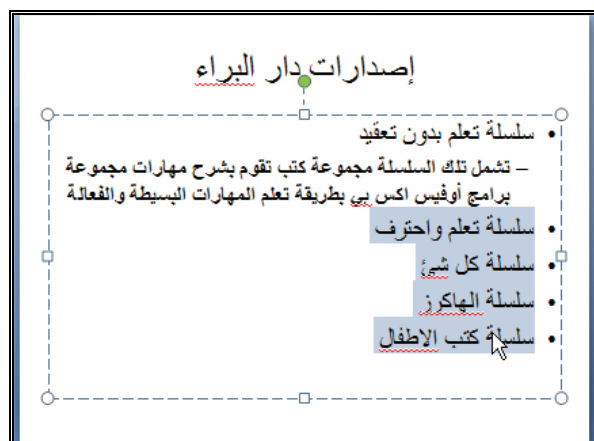 إصدارات دار البراء
• سلسلة تعلم بدون تعقيد
– تشمل تلك السلسلة مجموعة كتب تقوم بشرح مهارات مجموعة
برامج أوفيس اكس بي بطريقة تعلم المهارات البسيطة والفعالة
• سلسلة تعلم واحترف
• سلسلة كل شئ
• سلسلة الهاكرز
• سلسلة كتب الاطفال